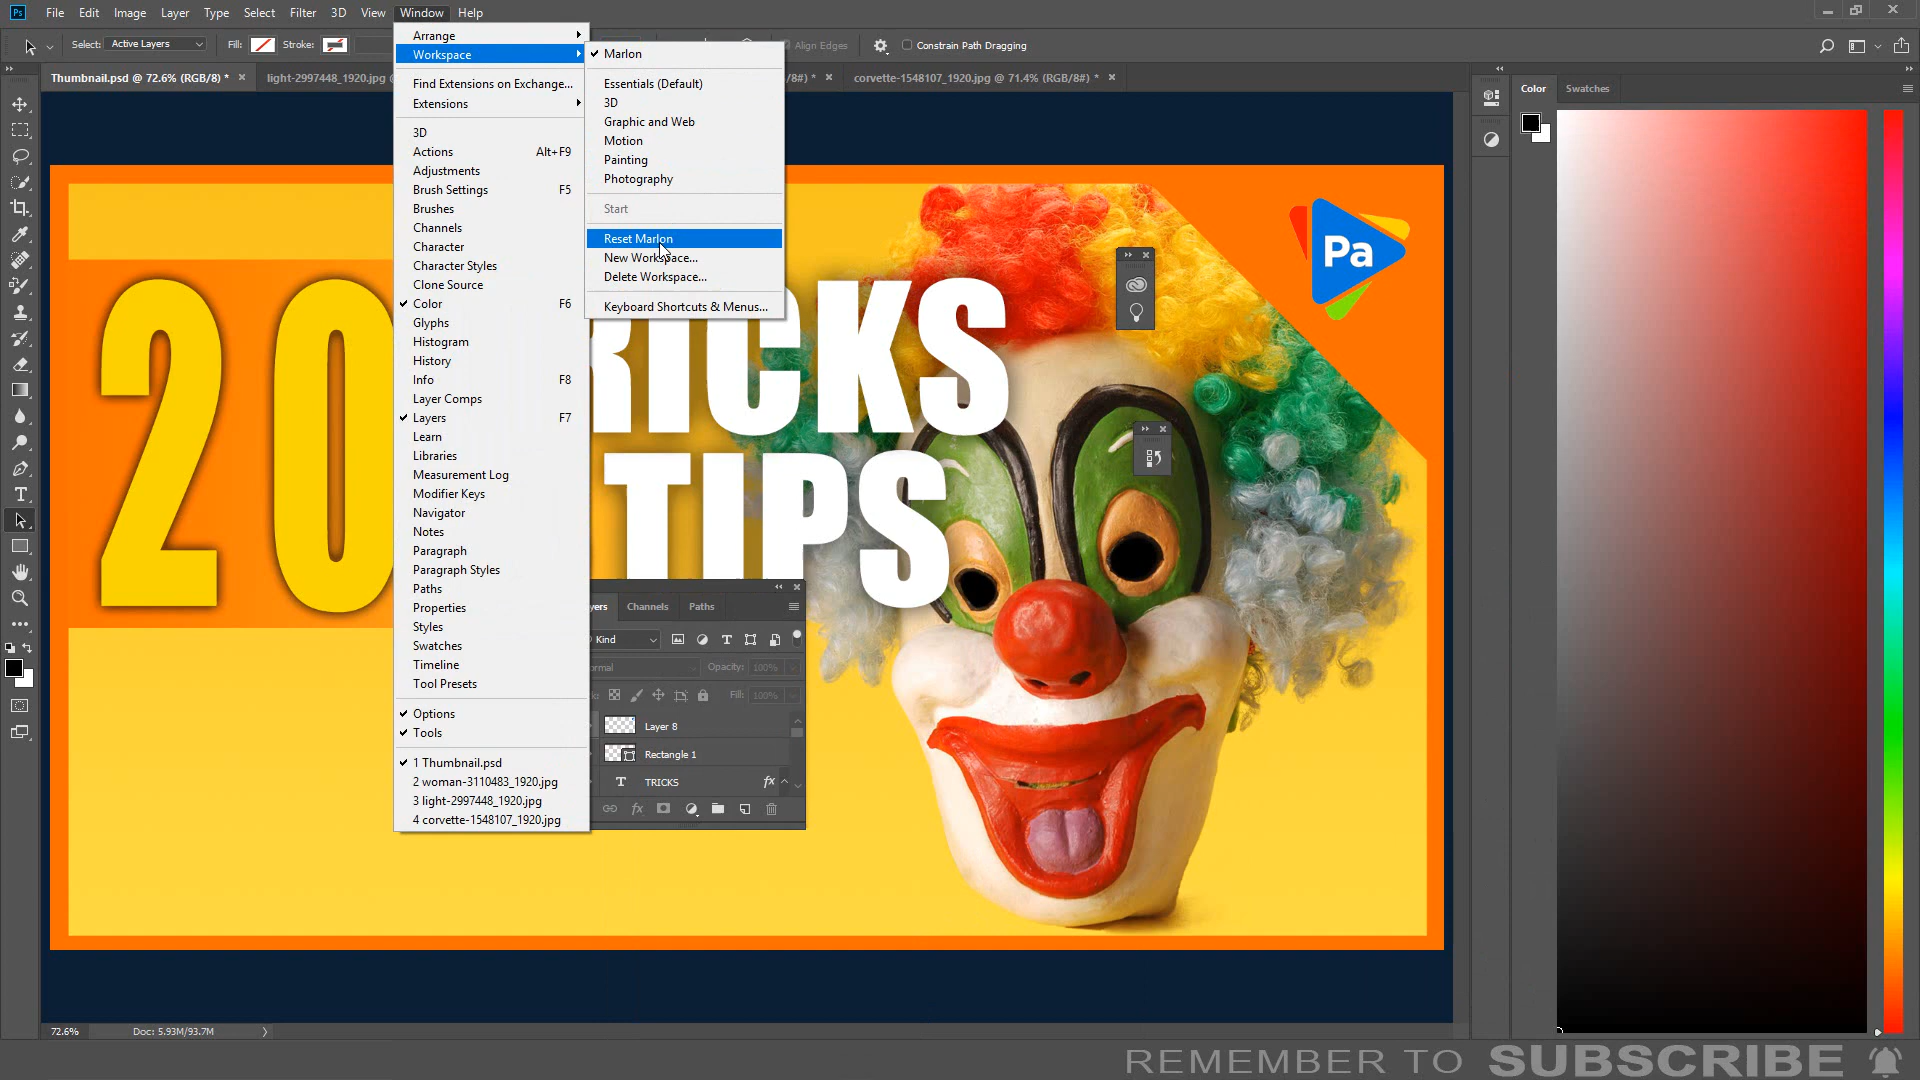 Ps File Edit Image Layer Type Select Filter 3D View Window Help
Select: Active Layers Fill: Stroke: Align Edges Constrain Path Dragging
Thumbnail.psd @ 72.6% (RGB/8) * light-2997448_1920.jpg @ /8#) * corvette-1548107_1920.jpg @ 71.4% (RGB/8#) *
Arrange
Workspace
Find Extensions on Exchange...
Extensions
3D
Actions Alt+F9
Adjustments
Brush Settings F5
Brushes
Channels
Character
Character Styles
Clone Source
Color F6
Glyphs
Histogram
History
Info F8
Layer Comps
Layers F7
Learn
Libraries
Measurement Log
Modifier Keys
Navigator
Notes
Paragraph
Paragraph Styles
Paths
Properties
Styles
Swatches
Timeline
Tool Presets
Options
Tools
1 Thumbnail.psd
2 woman-3110483_1920.jpg
3 light-2997448_1920.jpg
4 corvette-1548107_1920.jpg
Marlon
Essentials (Default)
3D
Graphic and Web
Motion
Painting
Photography
Start
Reset Marlon
New Workspace...
Delete Workspace...
Keyboard Shortcuts & Menus...
20 RICKS
TIPS
Pa
yers Channels Paths
Kind
ormal Opacity: 100%
k: Fill: 100%
Layer 8
Rectangle 1
T TRICKS fx
fx
Color Swatches
72.6% Doc: 5.93M/93.7M
REMEMBER TO SUBSCRIBE